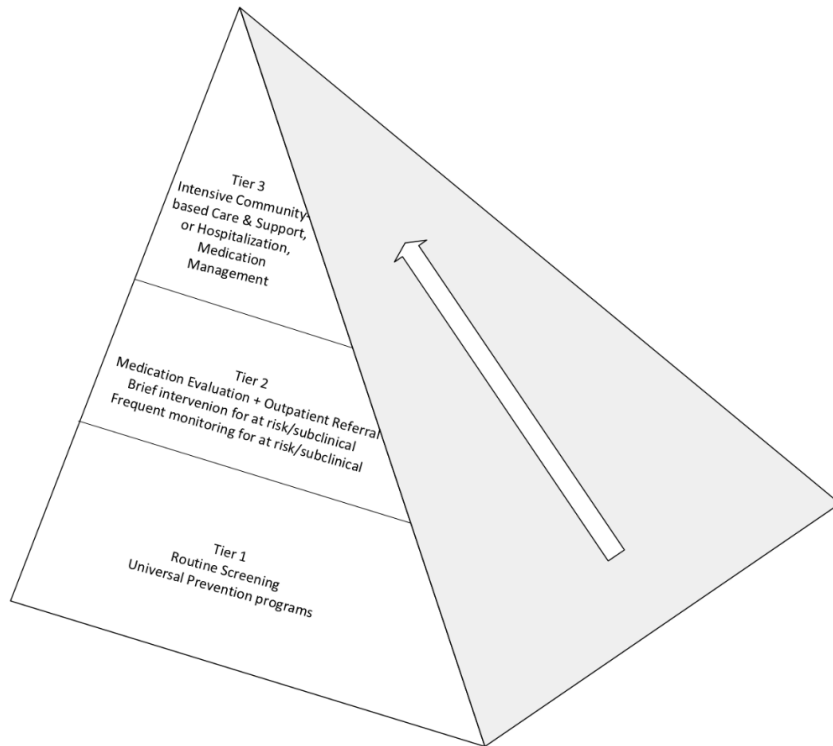 Tier 3
Intensive Community-
based Care & Support,
or Hospitalization,
Medication
Management
Tier 2
Medication Evaluation + Outpatient Referral
Brief intervenion for at risk/subclinical
Frequent monitoring for at risk/subclinical
Tier 1
Routine Screening
Universal Prevention programs